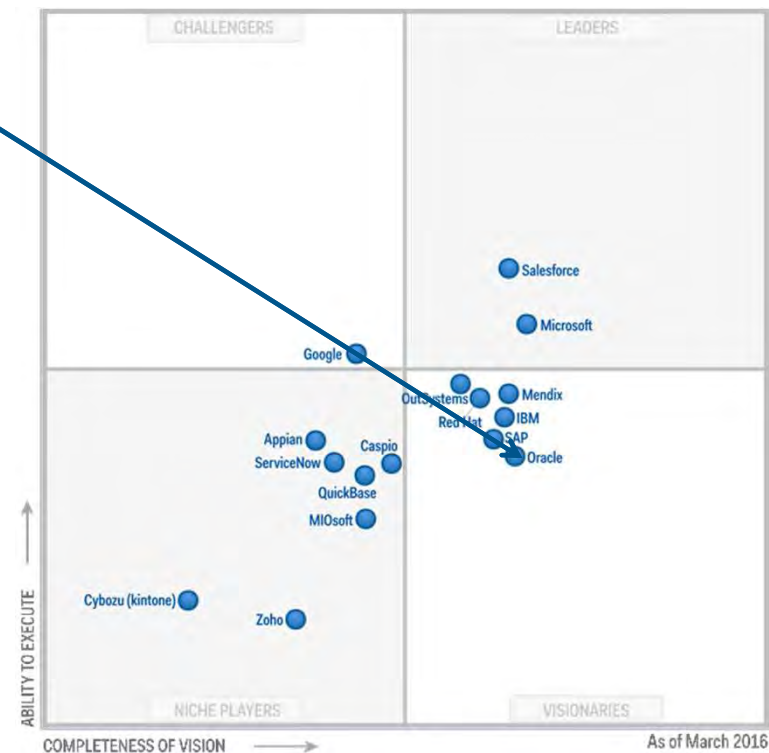 CHALLENGERS
LEADERS
Salesforce
Microsoft
Google
OutSystems
Mendix
Red Hat
IBM
SAP
Oracle
Appian
Caspio
ServiceNow
QuickBase
MIOsoft
Cybozu (kintone)
Zoho
ABILITY TO EXECUTE
NICHE PLAYERS
VISIONARIES
COMPLETENESS OF VISION
As of March 2016